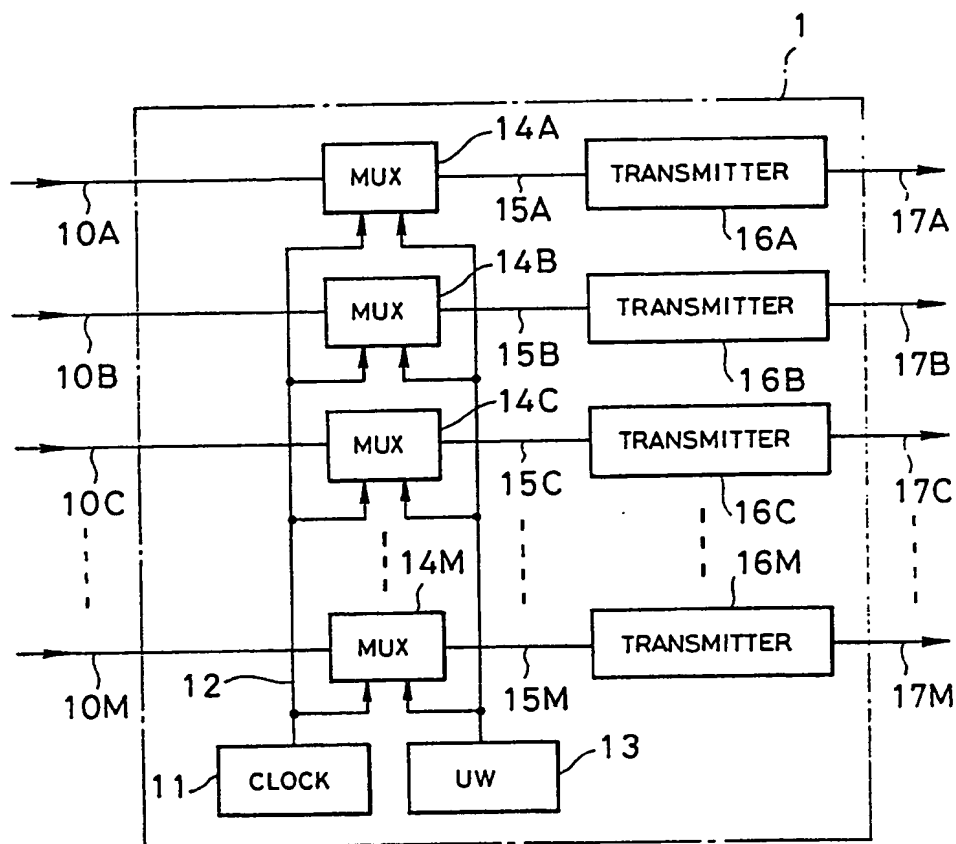 1
14A
MUX
TRANSMITTER
10A
15A
16A
17A
14B
MUX
TRANSMITTER
10B
15B
16B
17B
14C
MUX
TRANSMITTER
10C
15C
16C
17C
14M
16M
MUX
TRANSMITTER
10M
12
15M
17M
11
CLOCK
UW
13